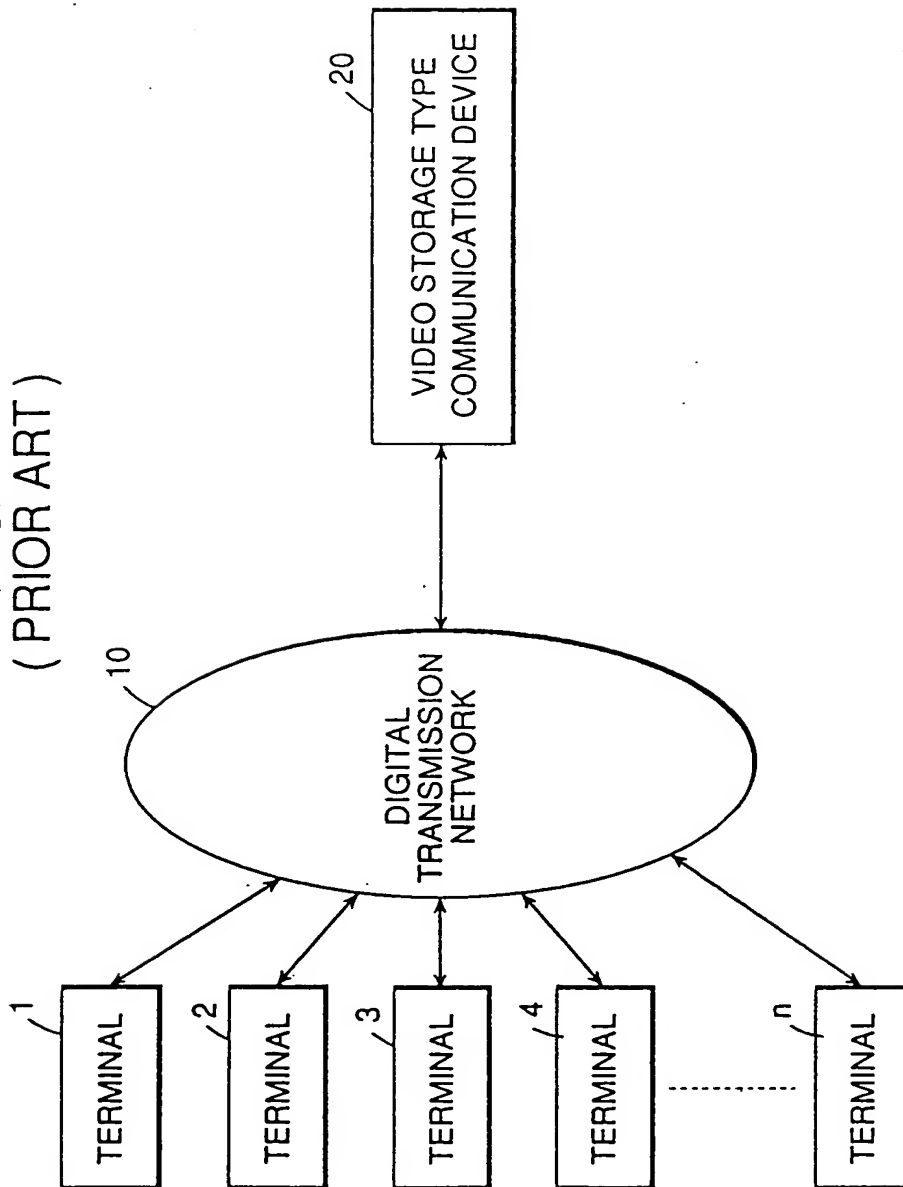 ( PRIOR ART )
1
TERMINAL
2
TERMINAL
3
TERMINAL
4
TERMINAL
n
TERMINAL
10
DIGITAL
TRANSMISSION
NETWORK
20
VIDEO STORAGE TYPE
COMMUNICATION DEVICE